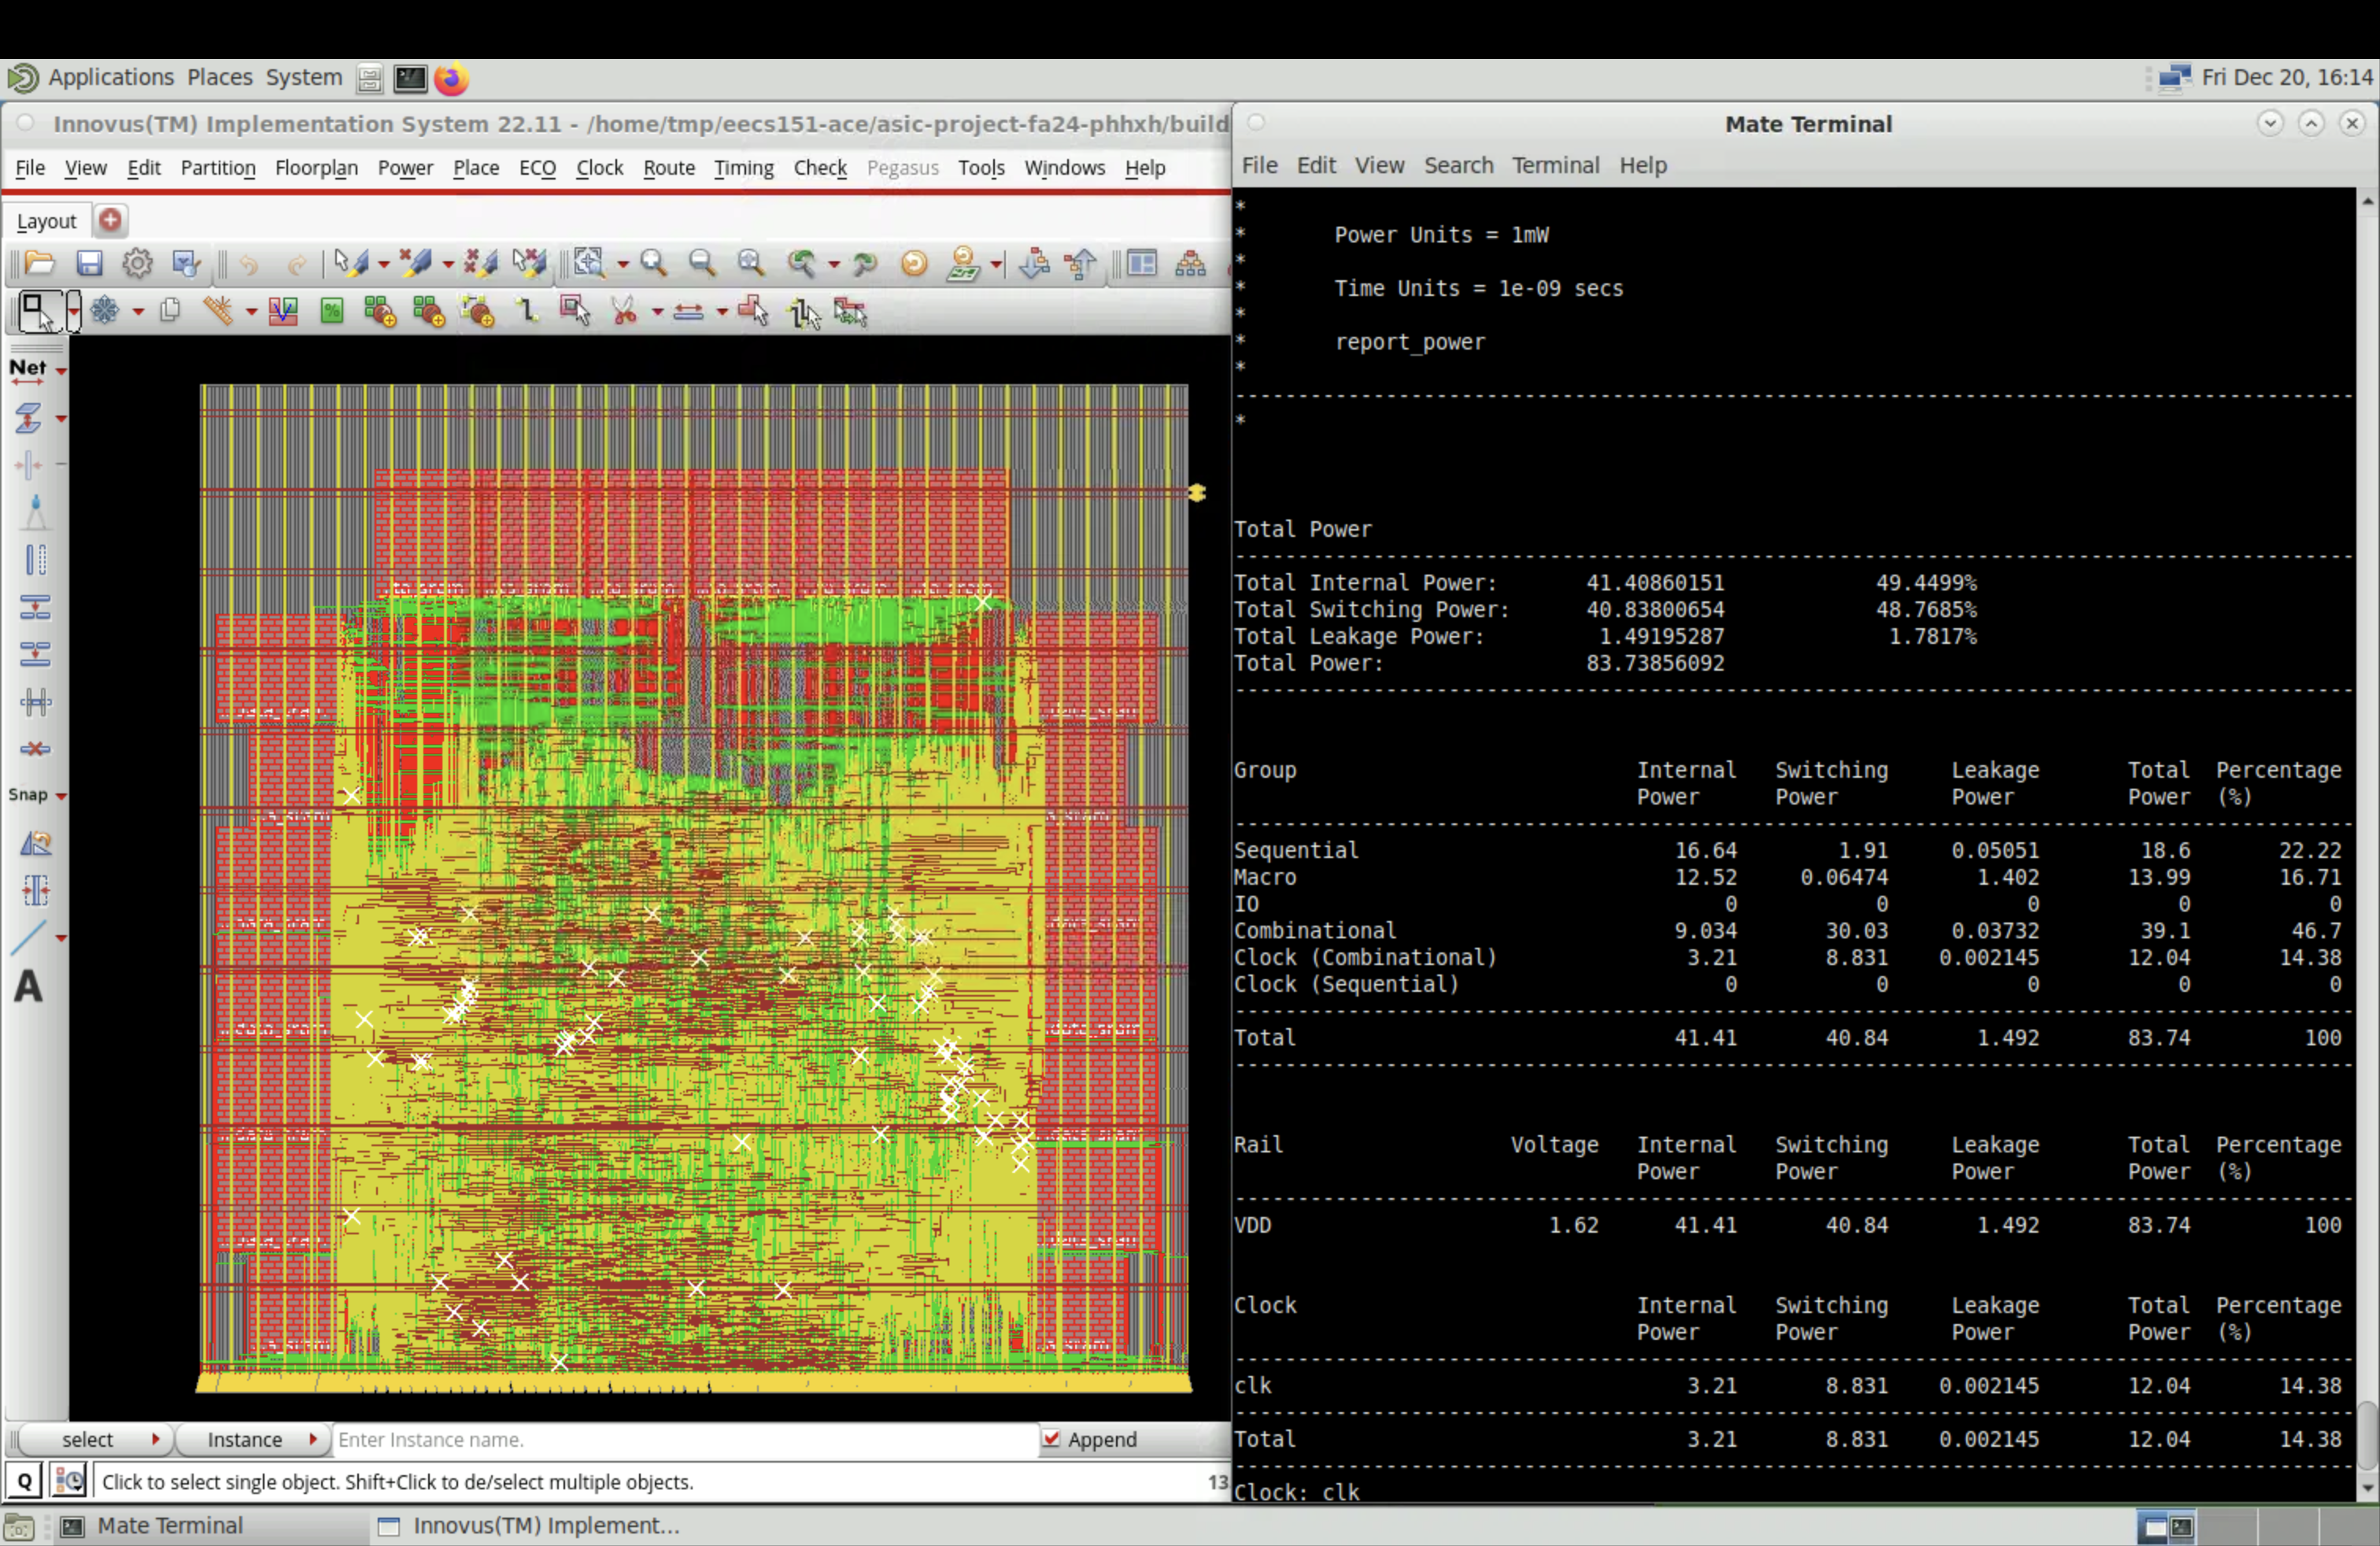 Applications Places System
Fri Dec 20, 16:14
Innovus(TM) Implementation System 22.11 - /home/tmp/eecs151-ace/asic-project-fa24-phhxh/build
File View Edit Partition Floorplan Power Place ECO Clock Route Timing Check Pegasus Tools Windows Help
Layout
Net
Snap
A
select Instance Enter Instance name. Append
Q Click to select single object. Shift+Click to de/select multiple objects. 13.
Mate Terminal
File Edit View Search Terminal Help
*
* Power Units = 1mW
*
* Time Units = 1e-09 secs
*
* report_power
*
--------------------------------------------------------------------------------
*
Total Power
--------------------------------------------------------------------------------
Total Internal Power: 41.40860151 49.4499%
Total Switching Power: 40.83800654 48.7685%
Total Leakage Power: 1.49195287 1.7817%
Total Power: 83.73856092
--------------------------------------------------------------------------------
Group Internal Switching Leakage Total Percentage
Power Power Power Power (%)
--------------------------------------------------------------------------------
Sequential 16.64 1.91 0.05051 18.6 22.22
Macro 12.52 0.06474 1.402 13.99 16.71
IO 0 0 0 0 0
Combinational 9.034 30.03 0.03732 39.1 46.7
Clock (Combinational) 3.21 8.831 0.002145 12.04 14.38
Clock (Sequential) 0 0 0 0 0
--------------------------------------------------------------------------------
Total 41.41 40.84 1.492 83.74 100
--------------------------------------------------------------------------------
Rail Voltage Internal Switching Leakage Total Percentage
Power Power Power Power (%)
--------------------------------------------------------------------------------
VDD 1.62 41.41 40.84 1.492 83.74 100
Clock Internal Switching Leakage Total Percentage
Power Power Power Power (%)
--------------------------------------------------------------------------------
clk 3.21 8.831 0.002145 12.04 14.38
--------------------------------------------------------------------------------
Total 3.21 8.831 0.002145 12.04 14.38
--------------------------------------------------------------------------------
Clock: clk
Mate Terminal Innovus(TM) Implement...